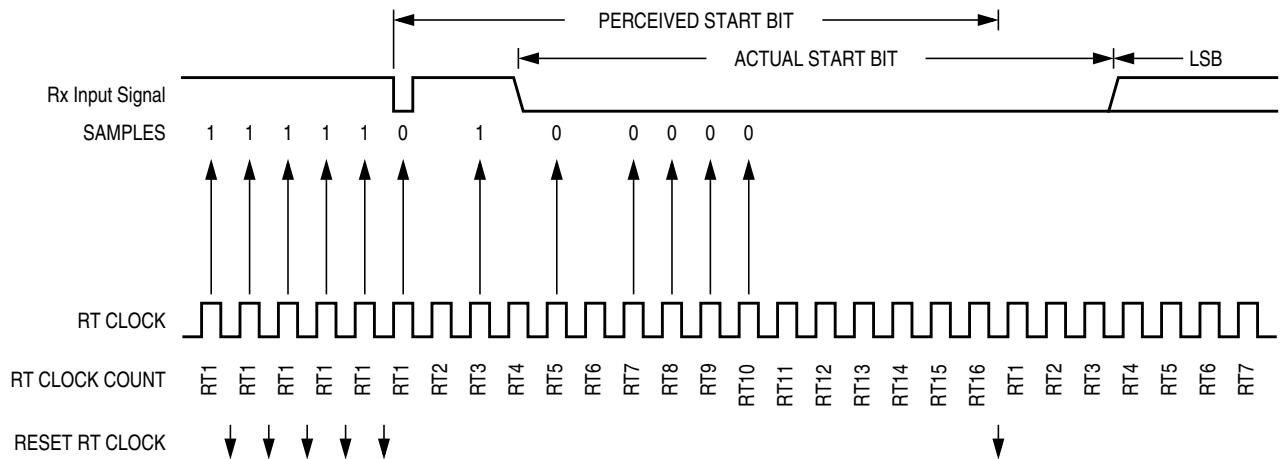 PERCEIVED START BIT
ACTUAL START BIT
LSB
Rx Input Signal
SAMPLES 1 1 1 1 1 0 1 0 0 0 0 0
RT CLOCK
RT CLOCK COUNT RT1 RT1 RT1 RT1 RT1 RT1 RT2 RT3 RT4 RT5 RT6 RT7 RT8 RT9 RT10 RT11 RT12 RT13 RT14 RT15 RT16 RT1 RT2 RT3 RT4 RT5 RT6 RT7
RESET RT CLOCK